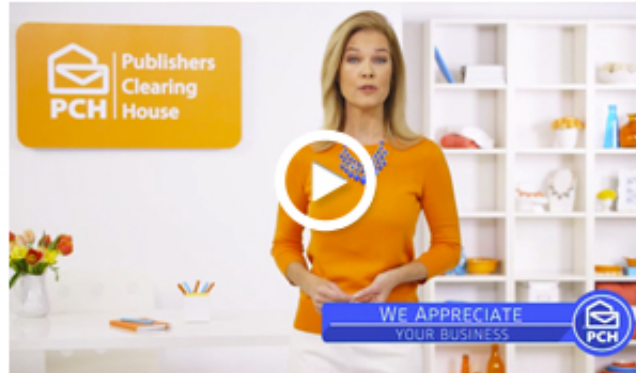 Publishers
Clearing
PCH House
WE APPRECIATE
YOUR BUSINESS
PCH